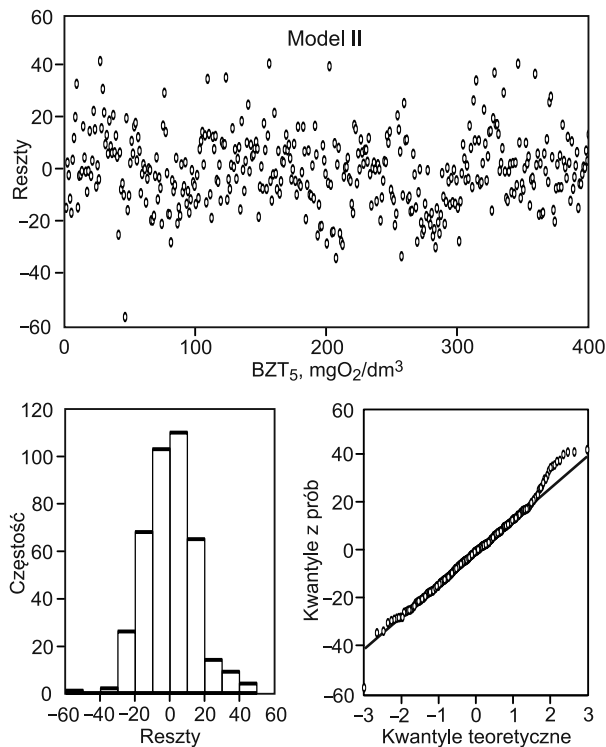 Model II
60
40
20
0
−20
−40
−60
Reszty
0 100 200 300 400
BZT₅, mgO₂/dm³
120
100
80
60
40
20
0
Częstość
−60 −40 −20 0 20 40 60
Reszty
60
40
20
0
−20
−40
−60
Kwantyle z prób
−3 −2 −1 0 1 2 3
Kwantyle teoretyczne